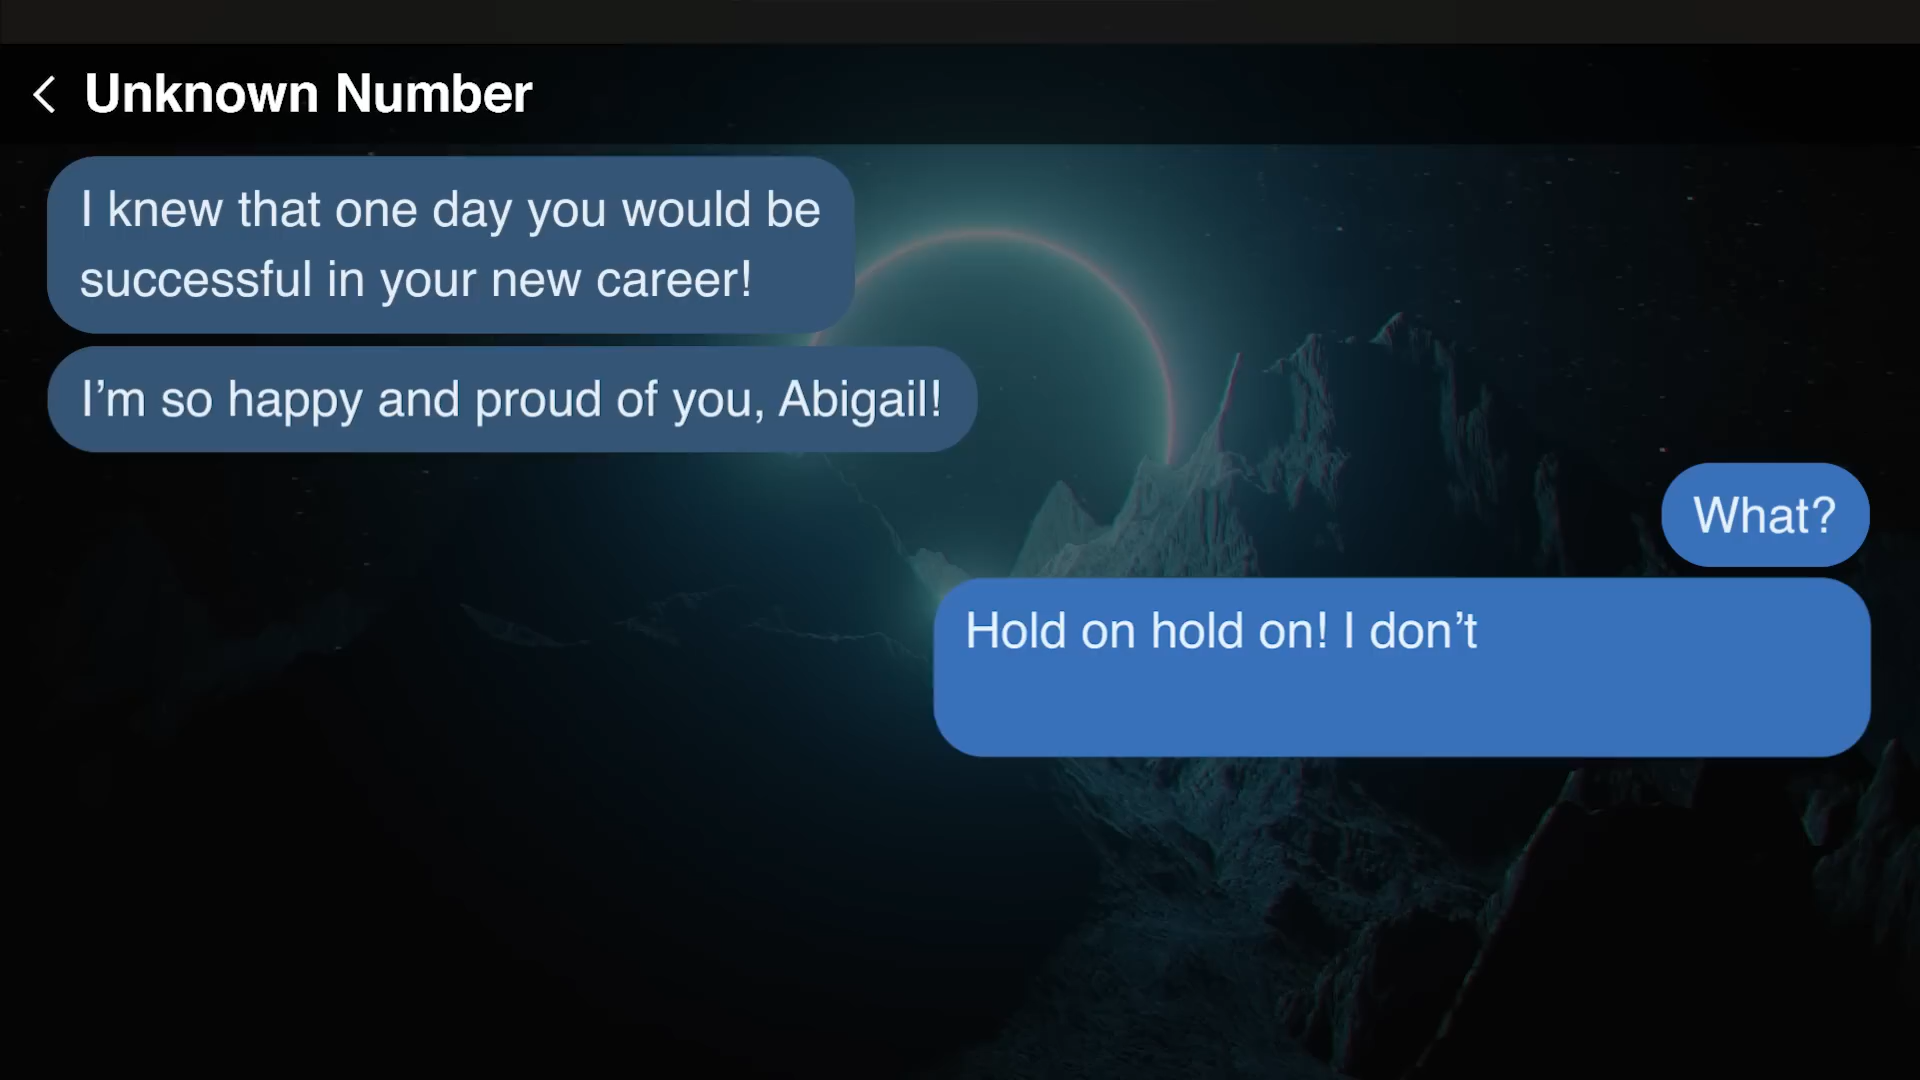 Unknown Number
I knew that one day you would be
successful in your new career!
I’m so happy and proud of you, Abigail!
What?
Hold on hold on! I don’t